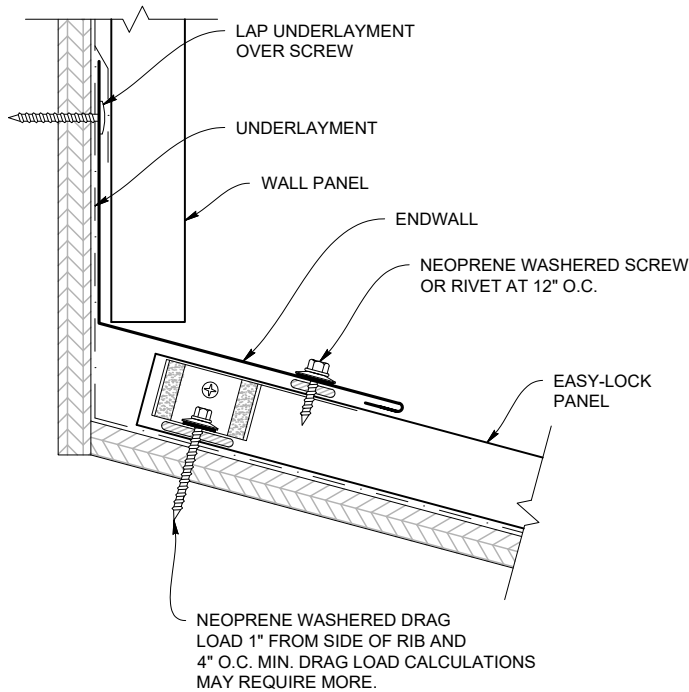 LAP UNDERLAYMENT
OVER SCREW
UNDERLAYMENT
WALL PANEL
ENDWALL
NEOPRENE WASHERED SCREW
OR RIVET AT 12" O.C.
EASY-LOCK
PANEL
NEOPRENE WASHERED DRAG
LOAD 1" FROM SIDE OF RIB AND
4" O.C. MIN. DRAG LOAD CALCULATIONS
MAY REQUIRE MORE.